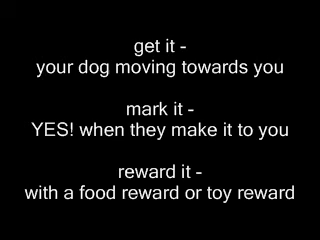 get it -
your dog moving towards you
mark it -
YES! when they make it to you
reward it -
with a food reward or toy reward